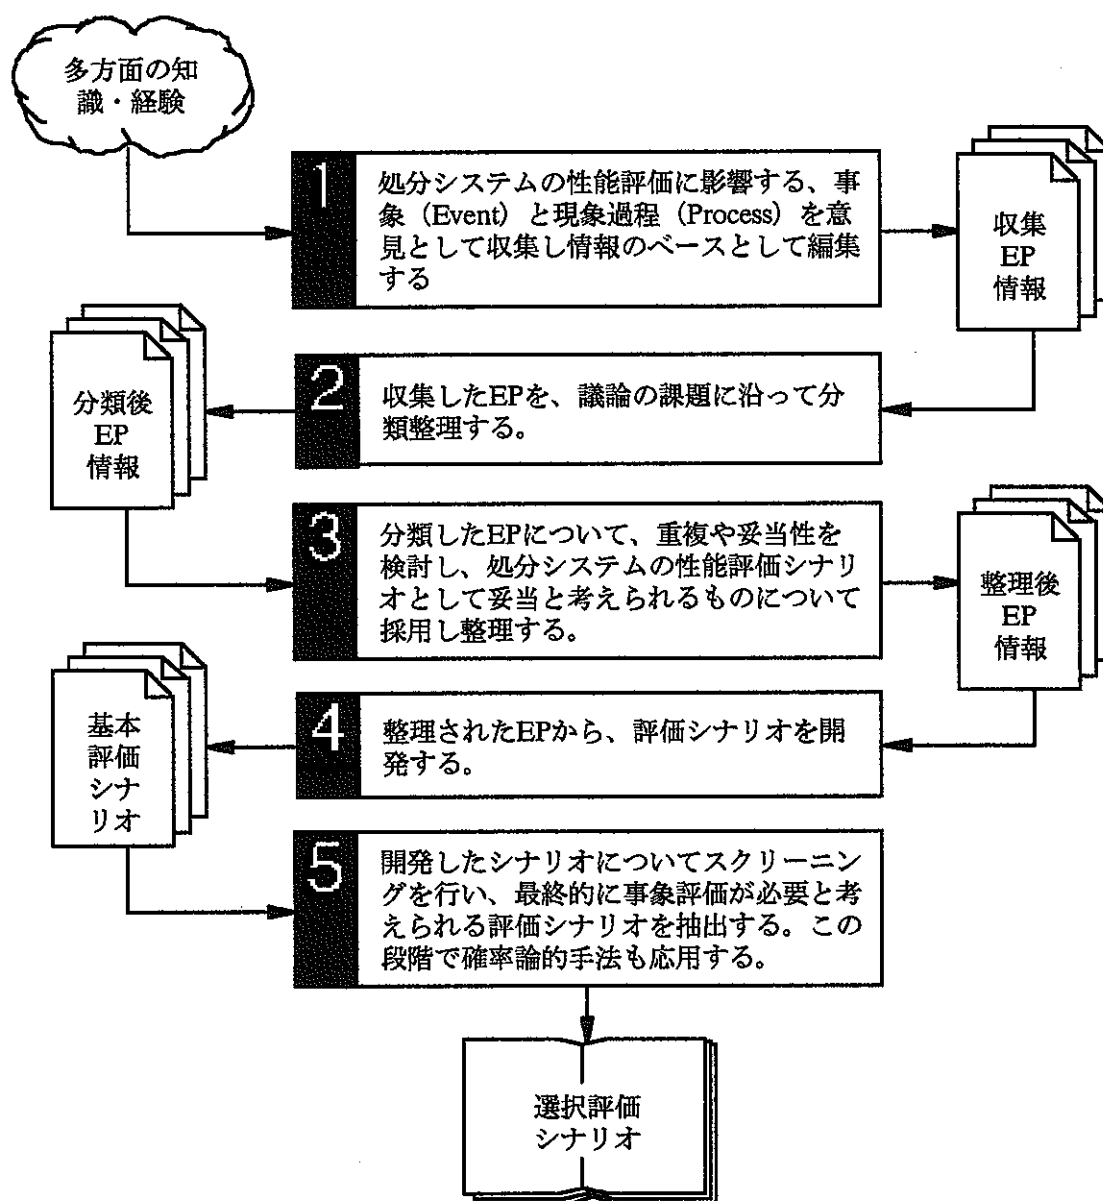 多方面の知
識・経験
1
処分システムの性能評価に影響する、事
象（Event）と現象過程（Process）を意
見として収集し情報のベースとして編集
する
収集
EP
情報
2
収集したEPを、議論の課題に沿って分
類整理する。
分類後
EP
情報
3
分類したEPについて、重複や妥当性を
検討し、処分システムの性能評価シナリ
オとして妥当と考えられるものについて
採用し整理する。
整理後
EP
情報
4
整理されたEPから、評価シナリオを開
発する。
基本
評価
シナ
リオ
5
開発したシナリオについてスクリーニン
グを行い、最終的に事象評価が必要と考
えられる評価シナリオを抽出する。この
段階で確率論的手法も応用する。
選択評価
シナリオ